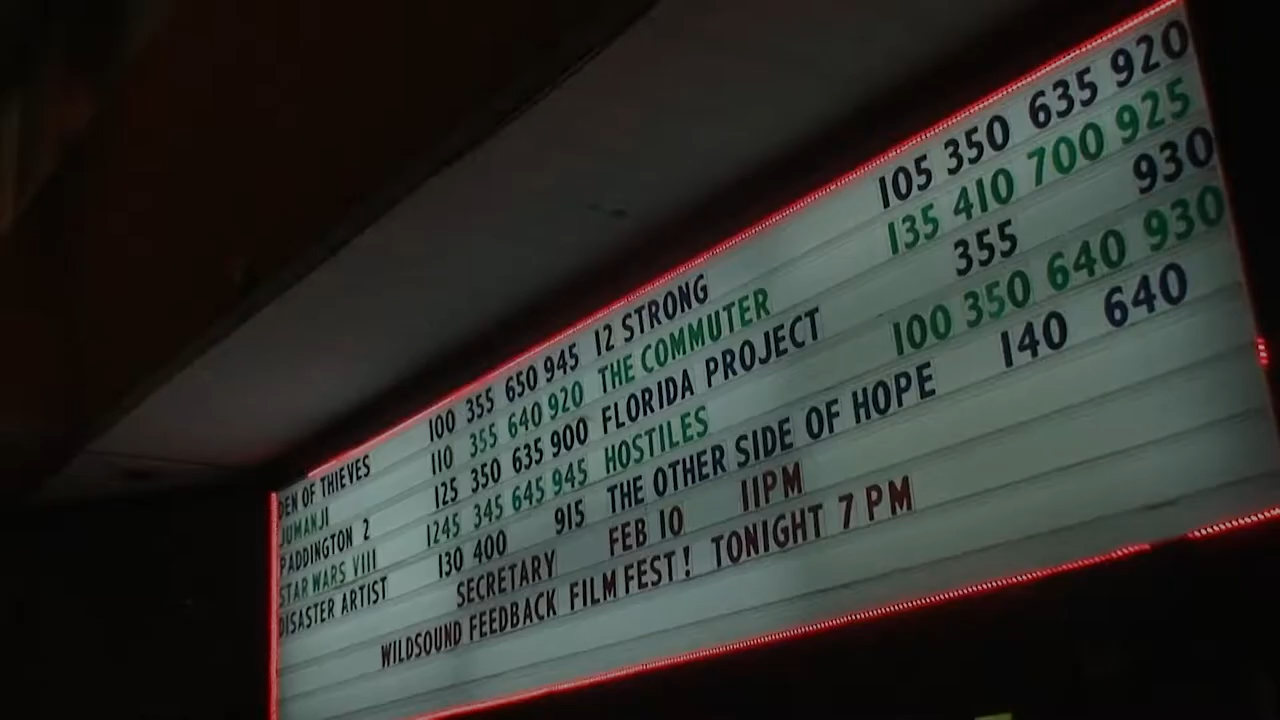 DEN OF THIEVES 100 355 650 945 12 STRONG 105 350 635 920
JUMANJI 110 355 640 920 THE COMMUTER 135 410 700 925
PADDINGTON 2 125 350 635 900 FLORIDA PROJECT 355 930
STAR WARS VIII 1245 345 645 945 HOSTILES 100 350 640 930
DISASTER ARTIST 130 400 915 THE OTHER SIDE OF HOPE 140 640
SECRETARY FEB 10 11PM
WILDSOUND FEEDBACK FILM FEST! TONIGHT 7 PM